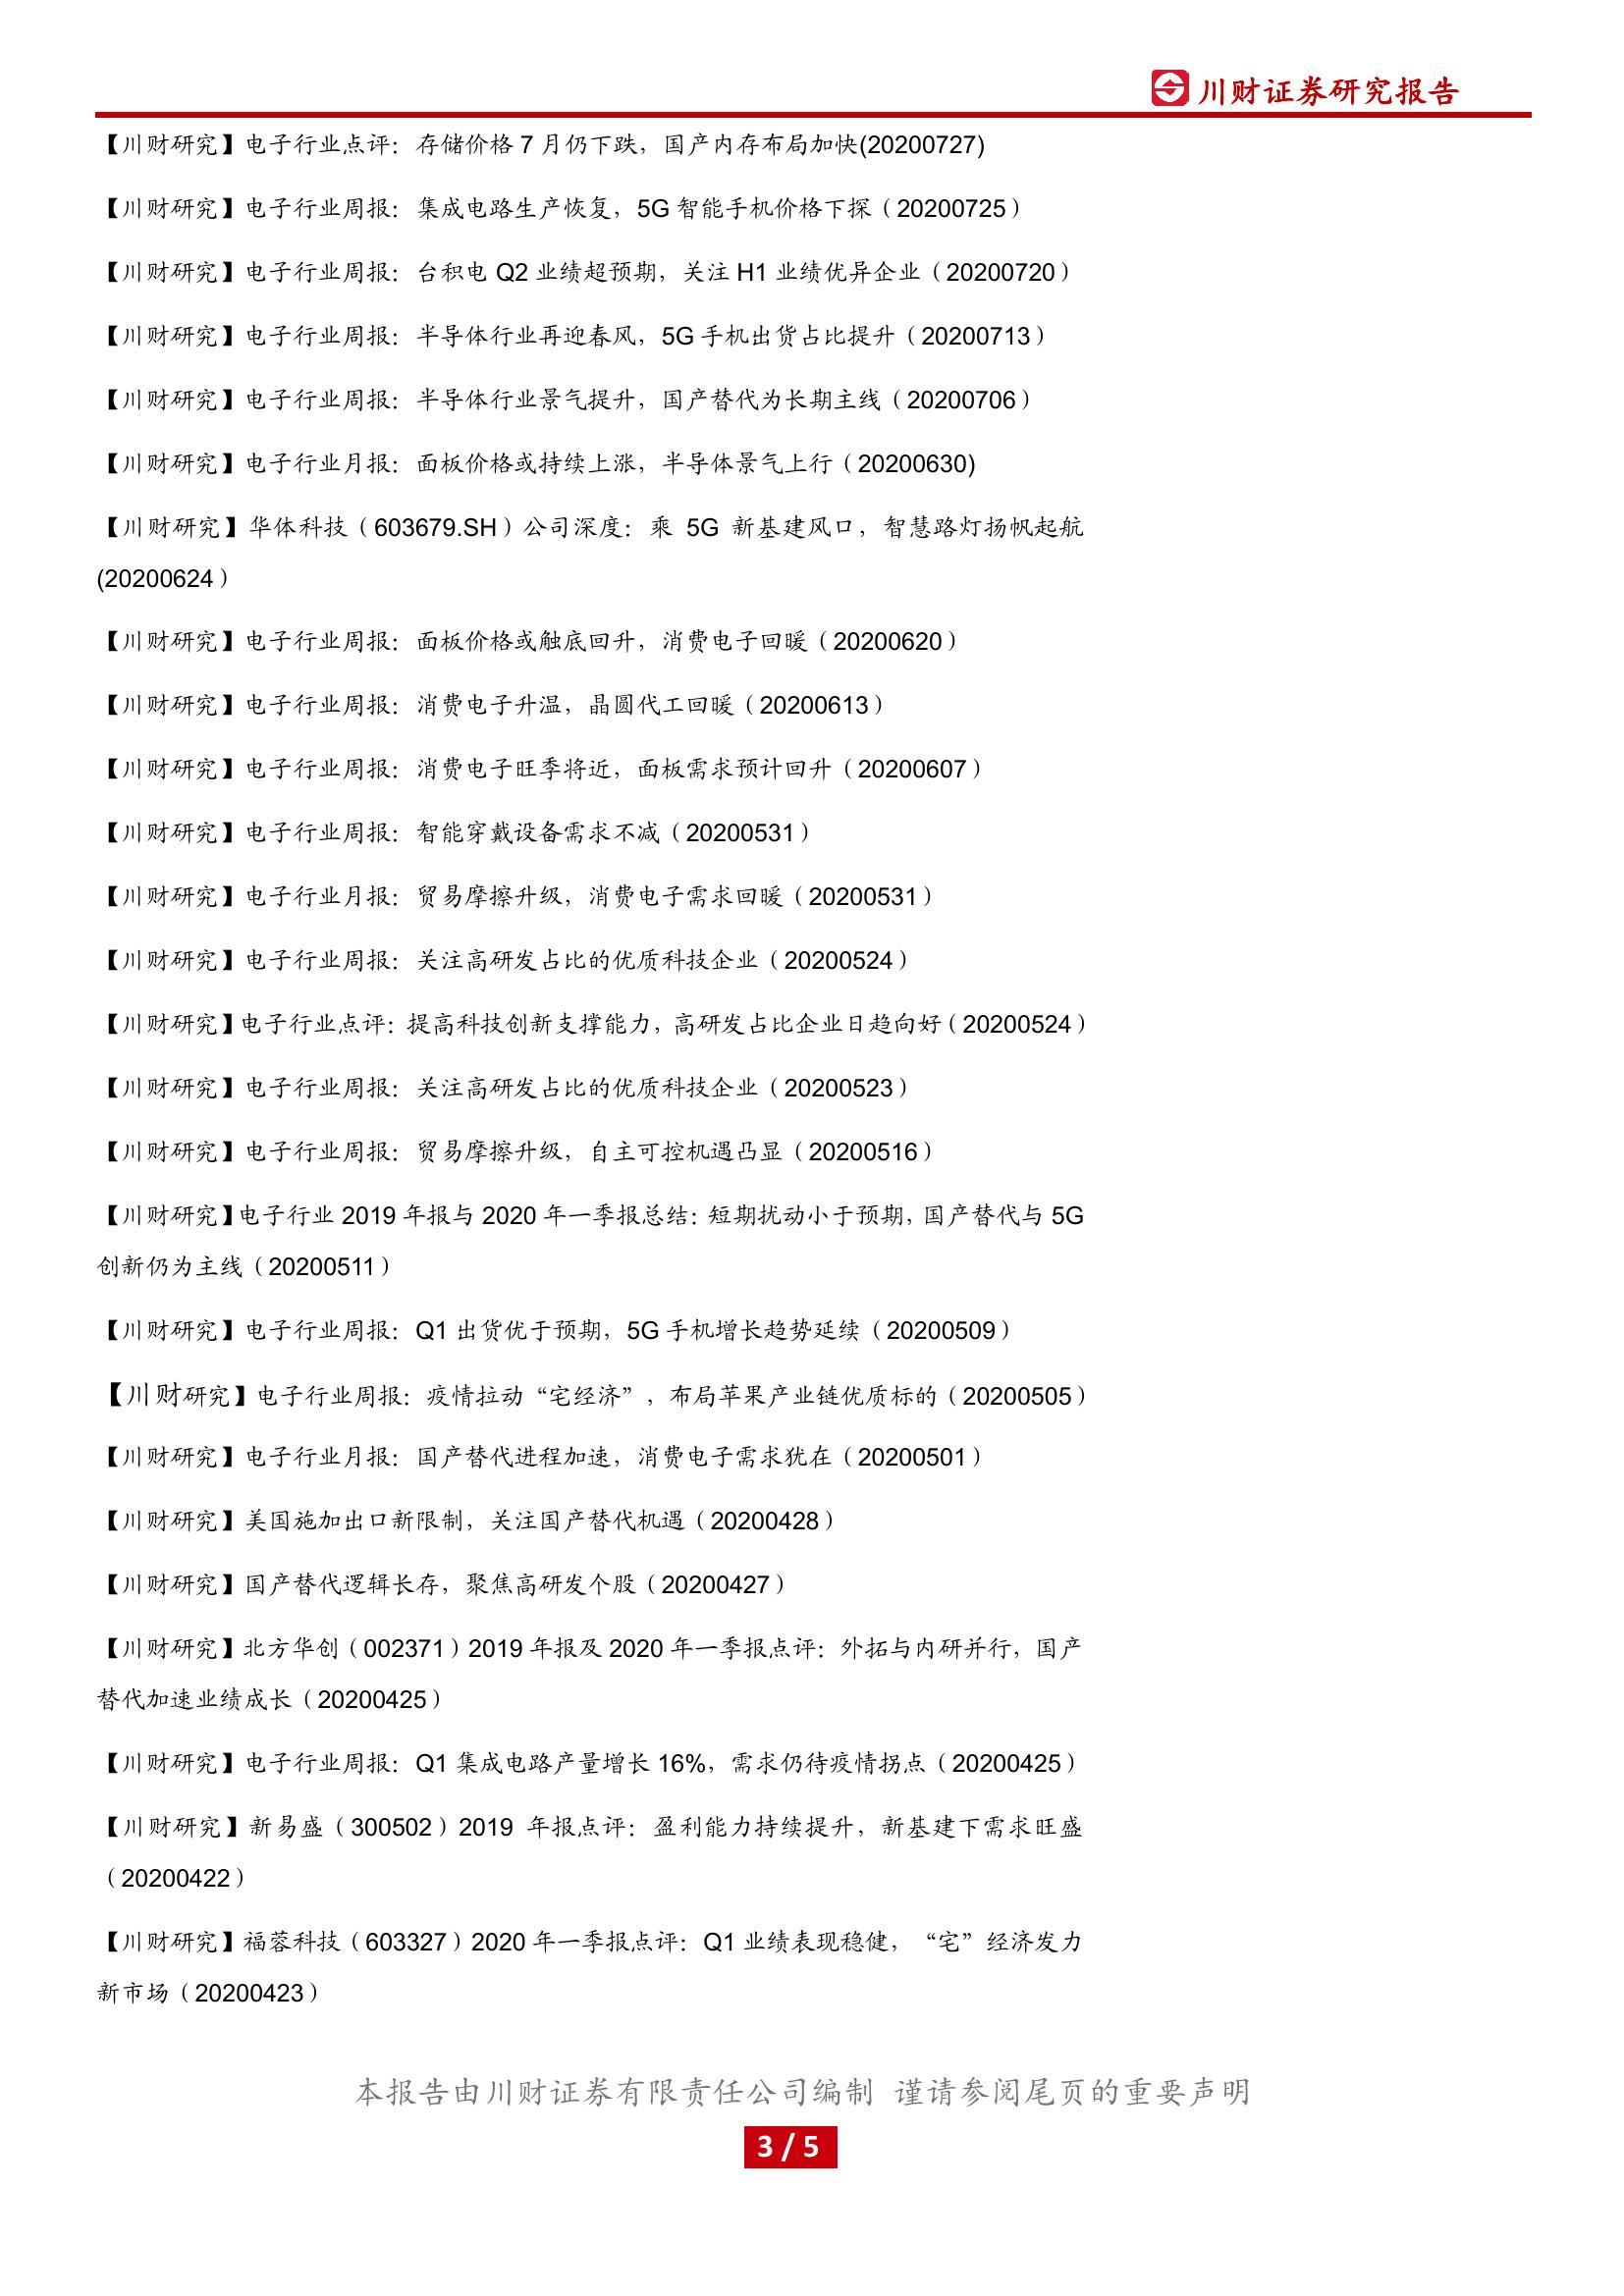 川财证券研究报告
【川财研究】电子行业点评：存储价格 7 月仍下跌，国产内存布局加快(20200727)
【川财研究】电子行业周报：集成电路生产恢复，5G 智能手机价格下探（20200725）
【川财研究】电子行业周报：台积电 Q2 业绩超预期，关注 H1 业绩优异企业（20200720）
【川财研究】电子行业周报：半导体行业再迎春风，5G 手机出货占比提升（20200713）
【川财研究】电子行业周报：半导体行业景气提升，国产替代为长期主线（20200706）
【川财研究】电子行业月报：面板价格或持续上涨，半导体景气上行（20200630)
【川财研究】华体科技（603679.SH）公司深度：乘 5G 新基建风口，智慧路灯扬帆起航
(20200624）
【川财研究】电子行业周报：面板价格或触底回升，消费电子回暖（20200620）
【川财研究】电子行业周报：消费电子升温，晶圆代工回暖（20200613）
【川财研究】电子行业周报：消费电子旺季将近，面板需求预计回升（20200607）
【川财研究】电子行业周报：智能穿戴设备需求不减（20200531）
【川财研究】电子行业月报：贸易摩擦升级，消费电子需求回暖（20200531）
【川财研究】电子行业周报：关注高研发占比的优质科技企业（20200524）
【川财研究】电子行业点评：提高科技创新支撑能力，高研发占比企业日趋向好（20200524）
【川财研究】电子行业周报：关注高研发占比的优质科技企业（20200523）
【川财研究】电子行业周报：贸易摩擦升级，自主可控机遇凸显（20200516）
【川财研究】电子行业 2019 年报与 2020 年一季报总结：短期扰动小于预期，国产替代与 5G
创新仍为主线（20200511）
【川财研究】电子行业周报：Q1 出货优于预期，5G 手机增长趋势延续（20200509）
【川财研究】电子行业周报：疫情拉动“宅经济”，布局苹果产业链优质标的（20200505）
【川财研究】电子行业月报：国产替代进程加速，消费电子需求犹在（20200501）
【川财研究】美国施加出口新限制，关注国产替代机遇（20200428）
【川财研究】国产替代逻辑长存，聚焦高研发个股（20200427）
【川财研究】北方华创（002371）2019 年报及 2020 年一季报点评：外拓与内研并行，国产
替代加速业绩成长（20200425）
【川财研究】电子行业周报：Q1 集成电路产量增长 16%，需求仍待疫情拐点（20200425）
【川财研究】新易盛（300502）2019 年报点评：盈利能力持续提升，新基建下需求旺盛
（20200422）
【川财研究】福蓉科技（603327）2020 年一季报点评：Q1 业绩表现稳健，“宅”经济发力
新市场（20200423）
本报告由川财证券有限责任公司编制 谨请参阅尾页的重要声明
3 / 5